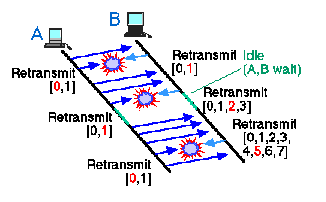 A
B
Retransmit
[0,1]
Idle
(A,B wait)
Retransmit
[0,1]
Retransmit
[0,1,2,3]
[0,1]
Retransmit
[0,1,2,3,
4,5,6,7]
Retransmit
[0,1]